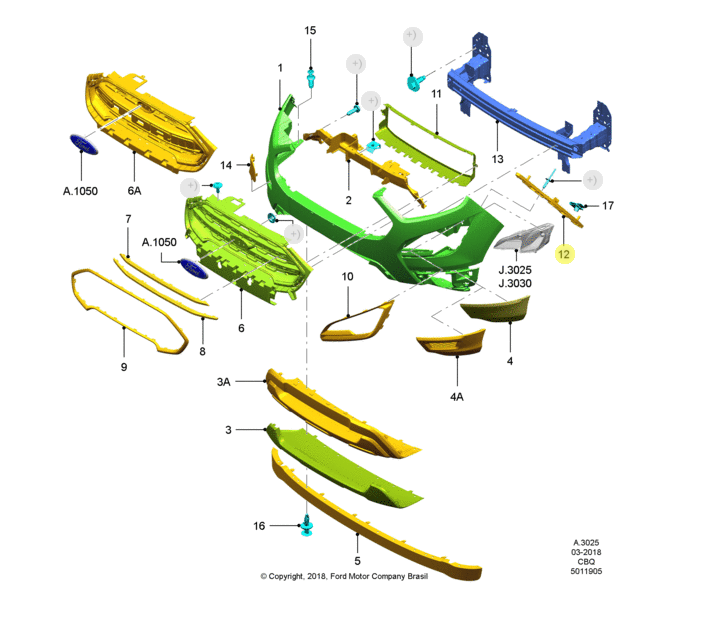 15
+)
1
+)
+)
11
13
A.1050
6A
14
2
+)
+)
17
7
A.1050
+)
12
J.3025
J.3030
10
6
8
9
4
4A
3A
3
16
5
A.3025
03-2018
CBQ
5011905
© Copyright, 2018, Ford Motor Company Brasil